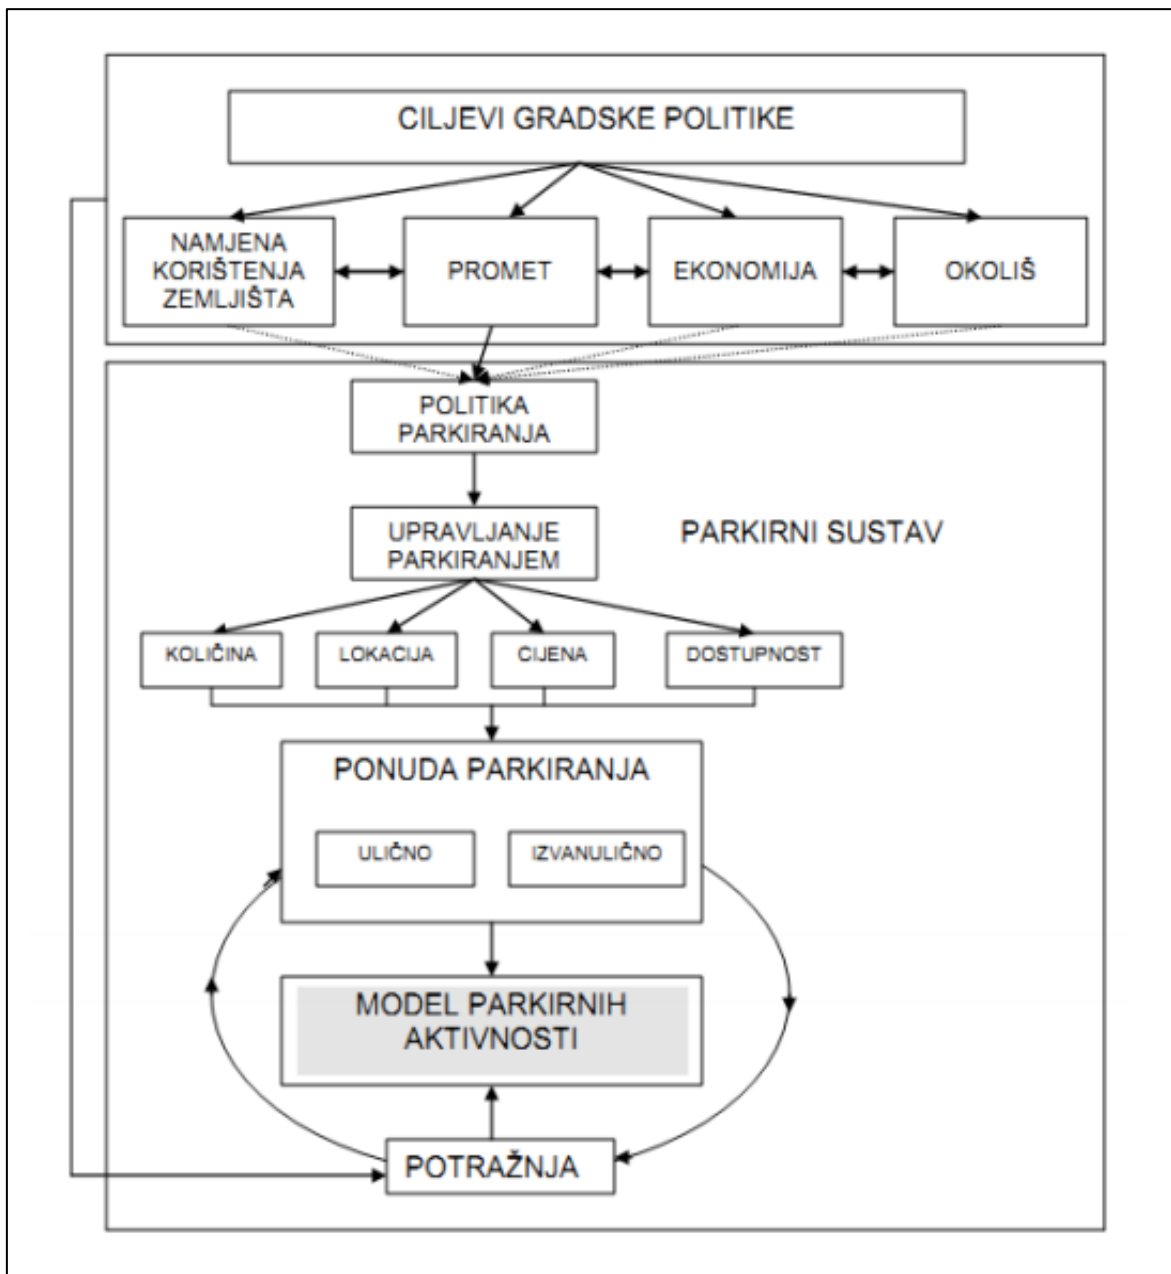 CILJEVI GRADSKE POLITIKE
NAMJENA
KORIŠTENJA
ZEMLJIŠTA
PROMET
EKONOMIJA
OKOLIŠ
POLITIKA
PARKIRANJA
UPRAVLJANJE
PARKIRANJEM
PARKIRNI SUSTAV
KOLIČINA
LOKACIJA
CIJENA
DOSTUPNOST
PONUDA PARKIRANJA
ULIČNO
IZVANULIČNO
MODEL PARKIRNIH
AKTIVNOSTI
POTRAŽNJA